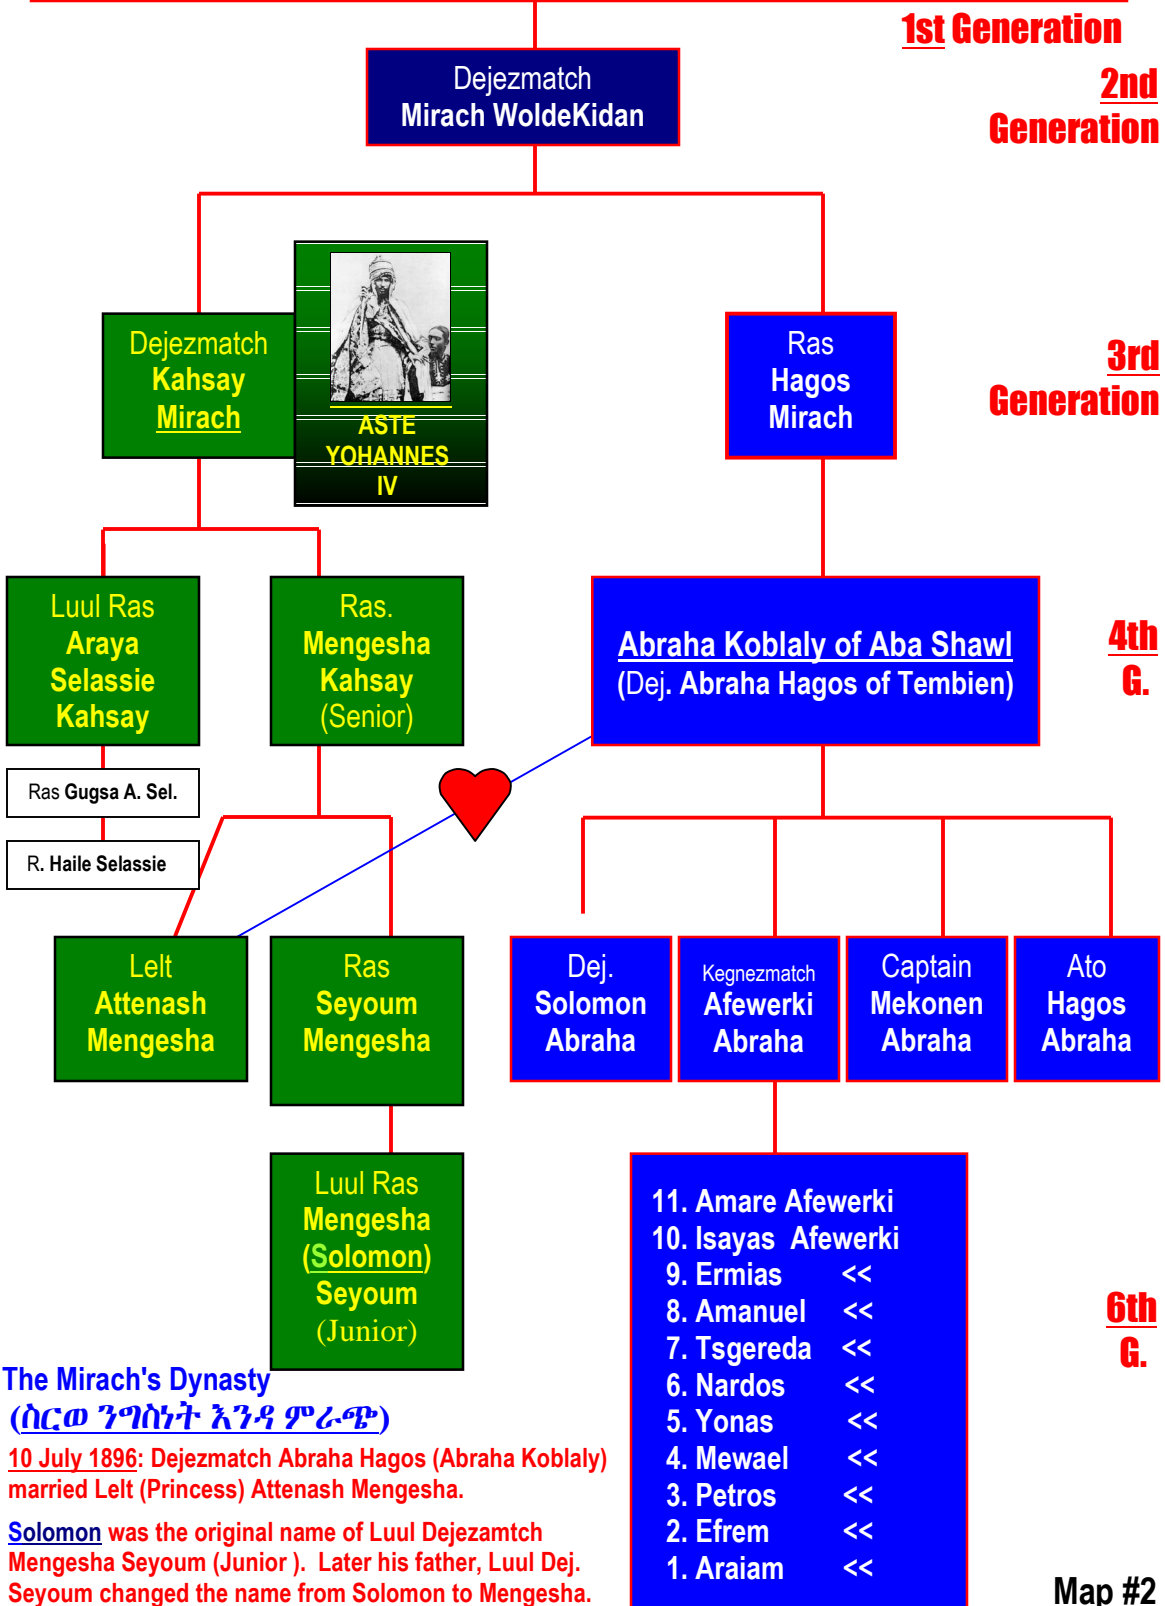 1st Generation
Dejezmatch
Mirach WoldeKidan
2nd
Generation
Dejezmatch
Kahsay
Mirach
ASTE
YOHANNES
IV
Ras
Hagos
Mirach
3rd
Generation
Luul Ras
Araya
Selassie
Kahsay
Ras.
Mengesha
Kahsay
(Senior)
Abraha Koblaly of Aba Shawl
(Dej. Abraha Hagos of Tembien)
4th
G.
Ras Gugsa A. Sel.
R. Haile Selassie
Lelt
Attenash
Mengesha
Ras
Seyoum
Mengesha
Dej.
Solomon
Abraha
Kegnezmatch
Afewerki
Abraha
Captain
Mekonen
Abraha
Ato
Hagos
Abraha
Luul Ras
Mengesha
(Solomon)
Seyoum
(Junior)
11. Amare Afewerki
10. Isayas Afewerki
9. Ermias <<
8. Amanuel <<
7. Tsgereda <<
6. Nardos <<
5. Yonas <<
4. Mewael <<
3. Petros <<
2. Efrem <<
1. Araiam <<
6th
G.
The Mirach's Dynasty
(ስርወ ንግስነት እንዳ ምራጭ)
10 July 1896: Dejezmatch Abraha Hagos (Abraha Koblaly)
married Lelt (Princess) Attenash Mengesha.
Solomon was the original name of Luul Dejezamtch
Mengesha Seyoum (Junior ). Later his father, Luul Dej.
Seyoum changed the name from Solomon to Mengesha.
Map #2